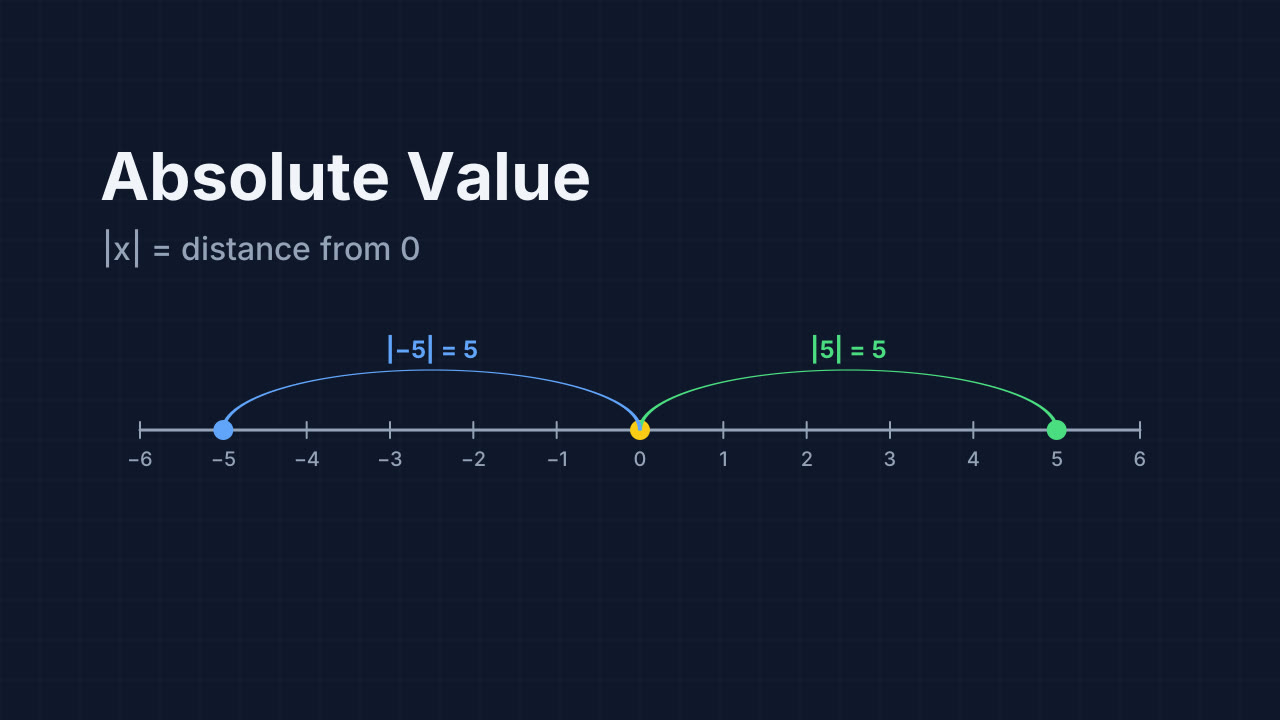 Absolute Value
|x| = distance from 0
|−5| = 5 |5| = 5
−6 −5 −4 −3 −2 −1 0 1 2 3 4 5 6